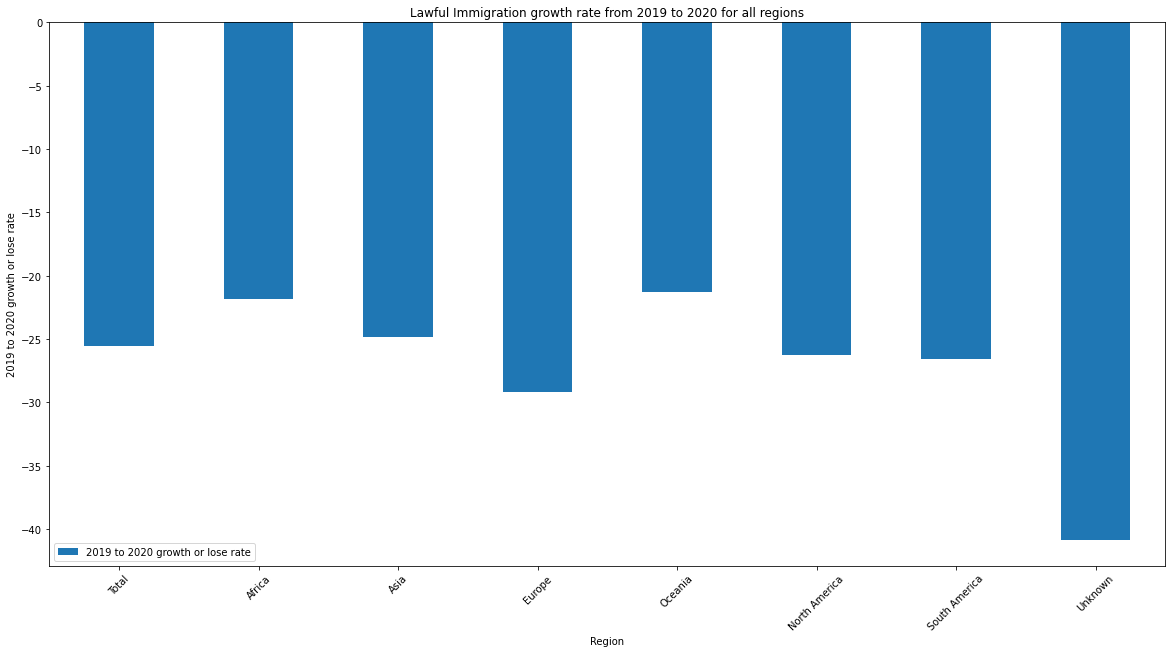 Lawful Immigration growth rate from 2019 to 2020 for all regions
0
−5
−10
−15
−20
−25
−30
−35
−40
2019 to 2020 growth or lose rate
2019 to 2020 growth or lose rate
Total
Africa
Asia
Europe
Oceania
North America
South America
Unknown
Region